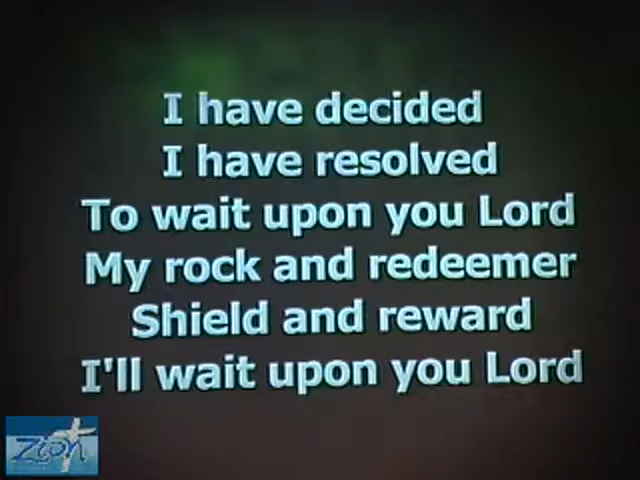 I have decided
I have resolved
To wait upon you Lord
My rock and redeemer
Shield and reward
I'll wait upon you Lord
Zion